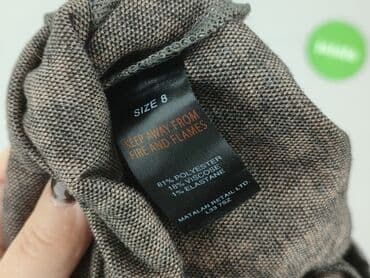 SIZE 8
KEEP AWAY FROM
FIRE AND FLAMES
81% POLYESTER
18% VISCOSE
1% ELASTANE
MATALAN RETAIL LTD
L33 7SZ